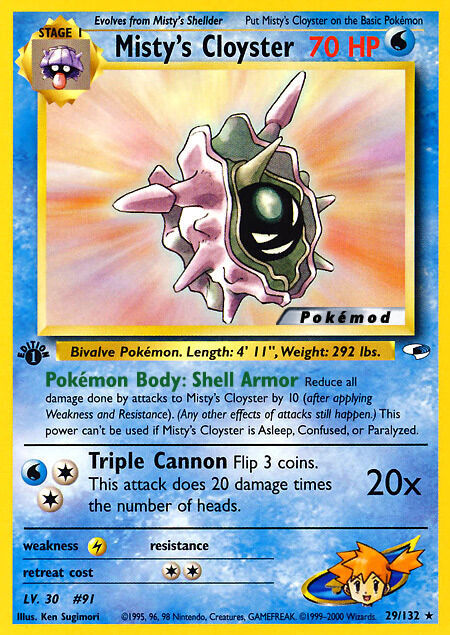 Evolves from Misty's Shellder
Put Misty's Cloyster on the Basic Pokémon
STAGE 1
Misty's Cloyster 70 HP
Pokémod
EDITION 1
Bivalve Pokémon. Length: 4' 11", Weight: 292 lbs.
Pokémon Body: Shell Armor Reduce all
damage done by attacks to Misty's Cloyster by 10 (after applying
Weakness and Resistance). (Any other effects of attacks still happen.) This
power can't be used if Misty's Cloyster is Asleep, Confused, or Paralyzed.
Triple Cannon Flip 3 coins.
This attack does 20 damage times
the number of heads.
20x
weakness
resistance
retreat cost
LV. 30 #91
Illus. Ken Sugimori
©1995, 96, 98 Nintendo, Creatures, GAMEFREAK. ©1999-2000 Wizards.
29/132 ★